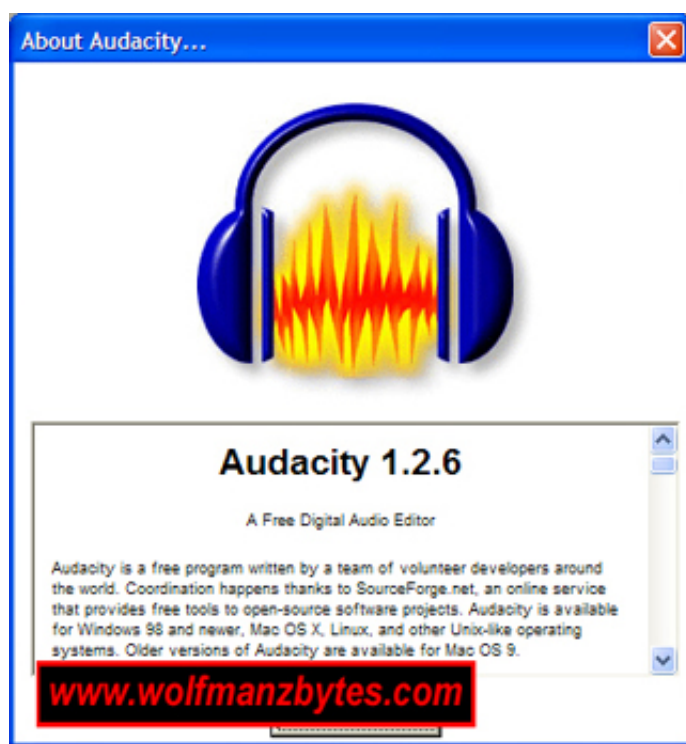 About Audacity...
Audacity 1.2.6
A Free Digital Audio Editor
Audacity is a free program written by a team of volunteer developers around
the world. Coordination happens thanks to SourceForge.net, an online service
that provides free tools to open-source software projects. Audacity is available
for Windows 98 and newer, Mac OS X, Linux, and other Unix-like operating
systems. Older versions of Audacity are available for Mac OS 9.
www.wolfmanzbytes.com